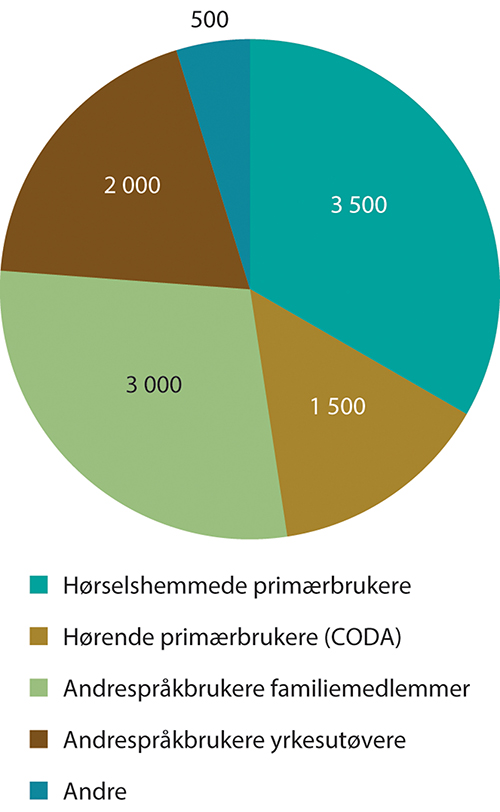 500
2 000
3 500
3 000
1 500
Hørselshemmede primærbrukere
Hørende primærbrukere (CODA)
Andrespråkbrukere familiemedlemmer
Andrespråkbrukere yrkesutøvere
Andre